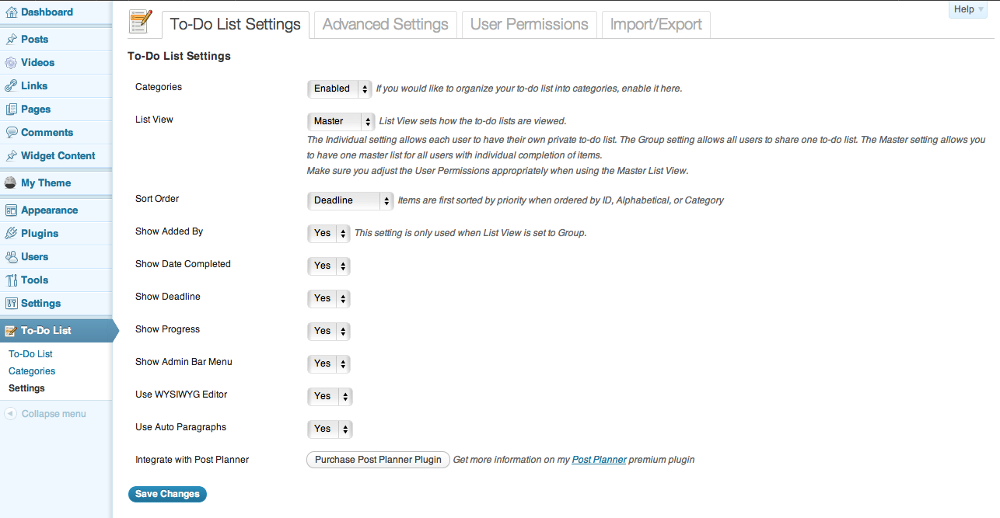 Dashboard
Posts
Videos
Links
Pages
Comments
Widget Content
My Theme
Appearance
Plugins
Users
Tools
Settings
To-Do List
To-Do List
Categories
Settings
Collapse menu
Help
To-Do List Settings
Advanced Settings
User Permissions
Import/Export
To-Do List Settings
Categories
Enabled
If you would like to organize your to-do list into categories, enable it here.
List View
Master
List View sets how the to-do lists are viewed.
The Individual setting allows each user to have their own private to-do list. The Group setting allows all users to share one to-do list. The Master setting allows you
to have one master list for all users with individual completion of items.
Make sure you adjust the User Permissions appropriately when using the Master List View.
Sort Order
Deadline
Items are first sorted by priority when ordered by ID, Alphabetical, or Category
Show Added By
Yes
This setting is only used when List View is set to Group.
Show Date Completed
Yes
Show Deadline
Yes
Show Progress
Yes
Show Admin Bar Menu
Yes
Use WYSIWYG Editor
Yes
Use Auto Paragraphs
Yes
Integrate with Post Planner
Purchase Post Planner Plugin
Get more information on my Post Planner premium plugin
Save Changes